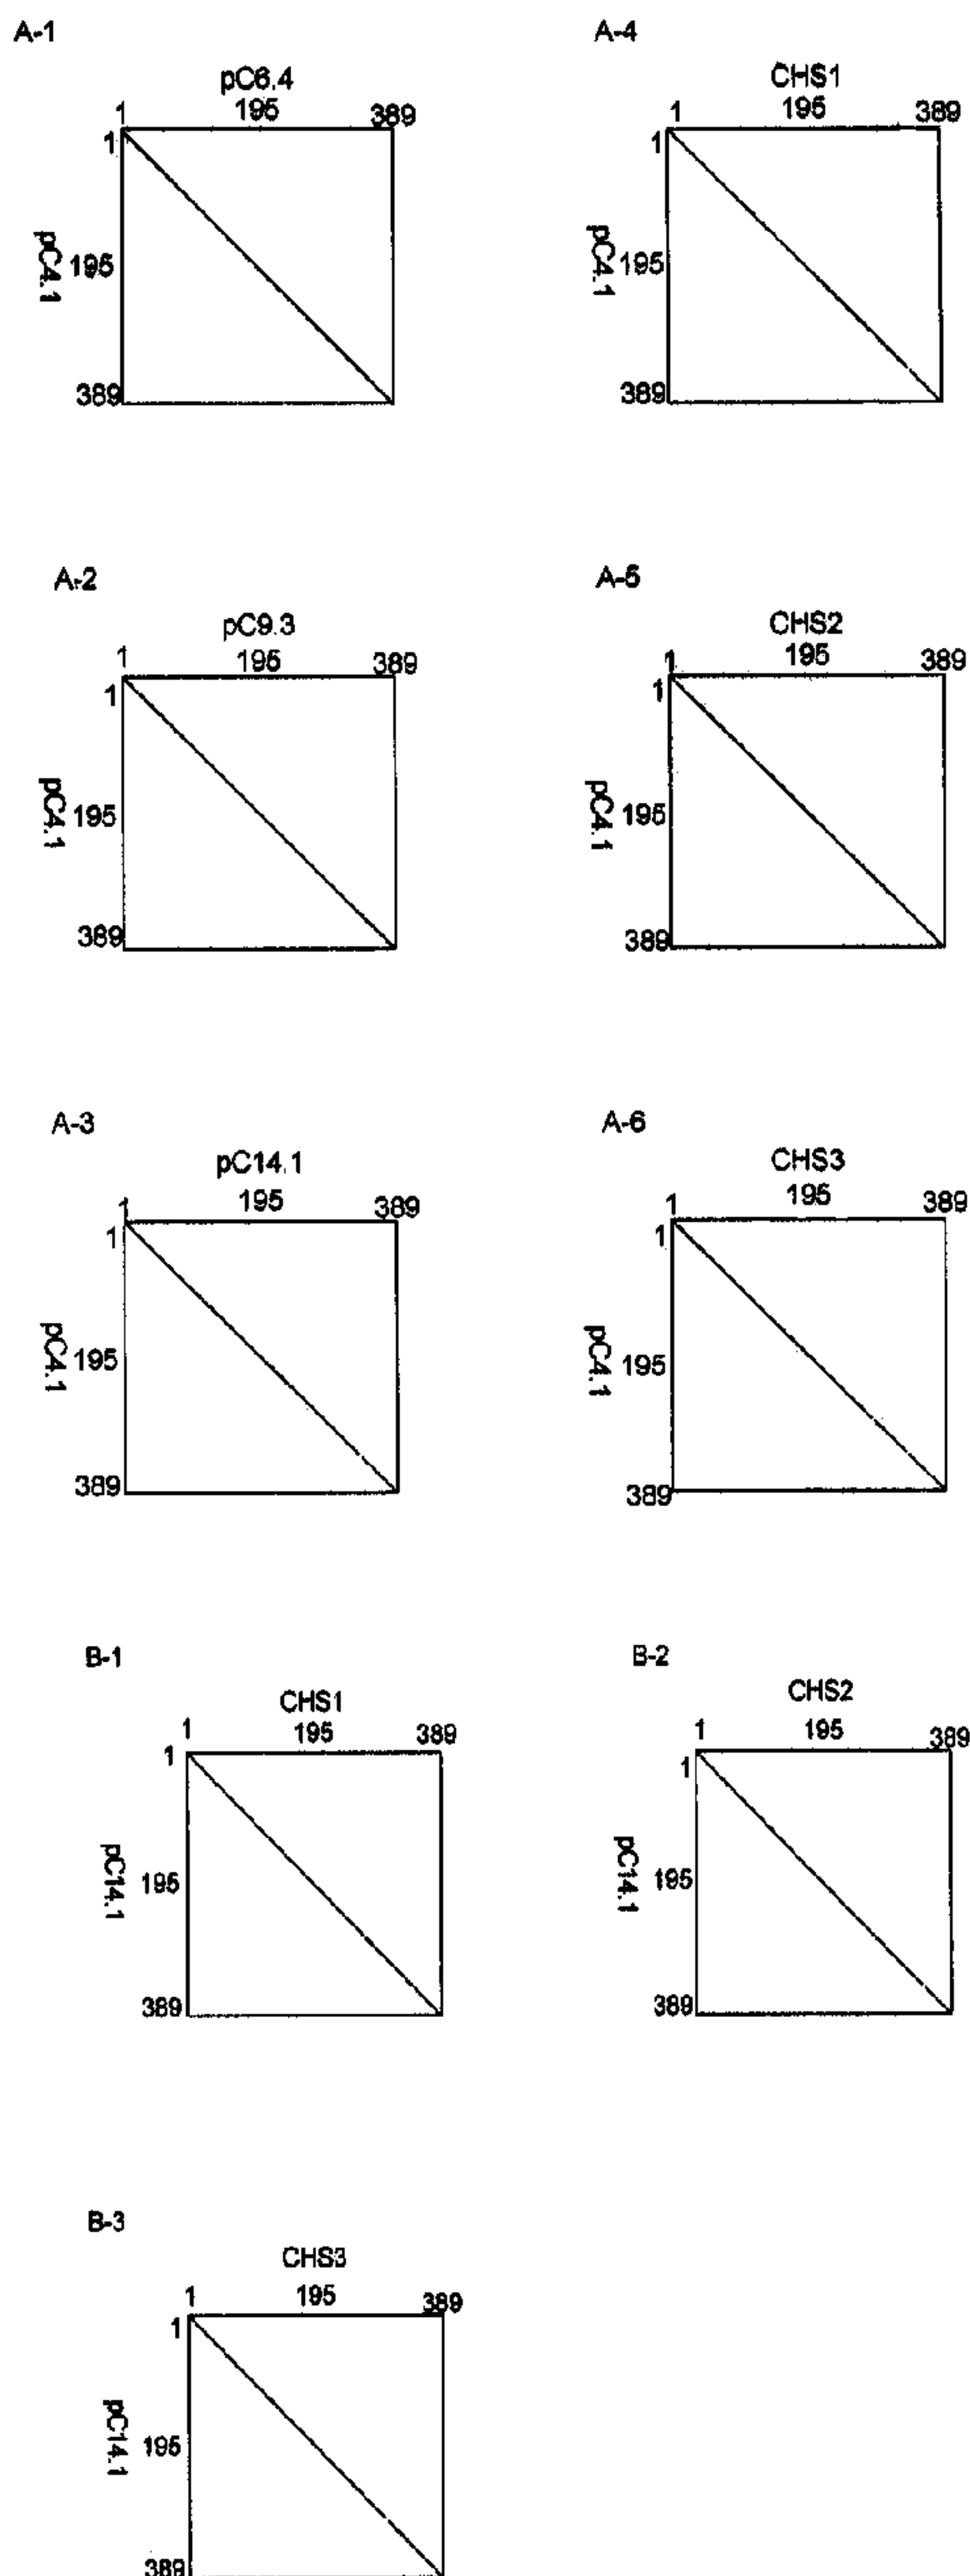 A-1
pC6.4
1 195 389
1
pC4.1
195
389
A-4
CHS1
1 195 389
1
pC4.1
195
389
A-2
pC9.3
1 195 389
1
pC4.1
195
389
A-5
CHS2
1 195 389
1
pC4.1
195
389
A-3
pC14.1
1 195 389
1
pC4.1
195
389
A-6
CHS3
1 195 389
1
pC4.1
195
389
B-1
CHS1
1 195 389
1
pC14.1
195
389
B-2
CHS2
1 195 389
1
pC14.1
195
389
B-3
CHS3
1 195 389
1
pC14.1
195
389